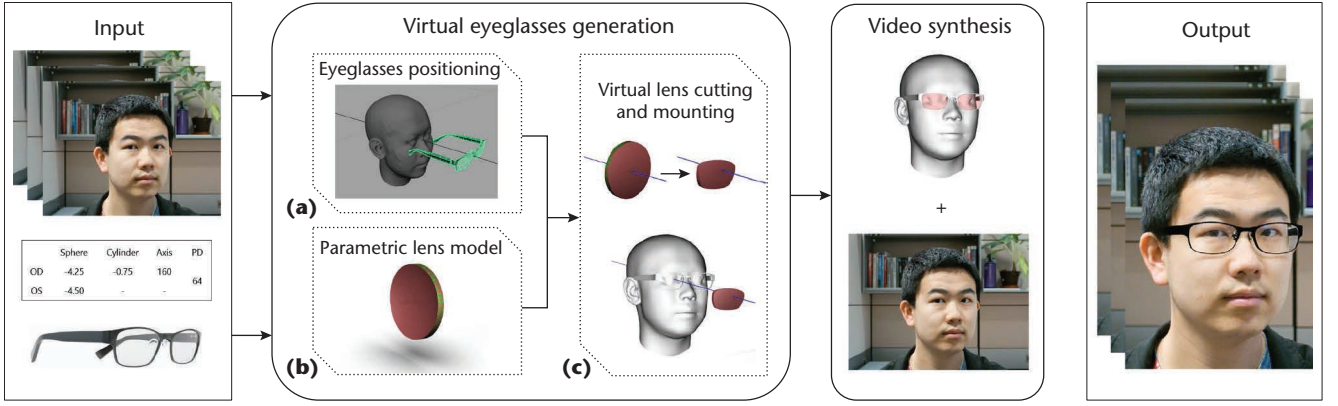 Input
Sphere Cylinder Axis PD
OD -4.25 -0.75 160
64
OS -4.50 - -
Virtual eyeglasses generation
Eyeglasses positioning
(a)
Parametric lens model
(b)
Virtual lens cutting
and mounting
(c)
Video synthesis
+
Output